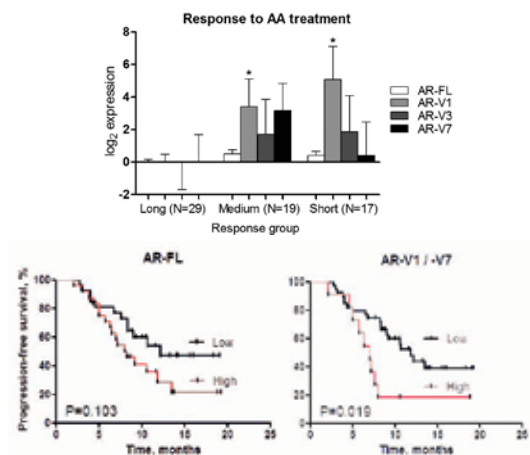 Response to AA treatment
log2 expression
8
6
4
2
0
-2
* *
AR-FL
AR-V1
AR-V3
AR-V7
Long (N=29) Medium (N=19) Short (N=17)
Response group
AR-FL
Progression-free survival, %
100
80
60
40
20
0
Low
High
P=0.103
0 5 10 15 20 25
Time, months
AR-V1 / -V7
100
80
60
40
20
0
Low
High
P=0.019
0 5 10 15 20 25
Time, months